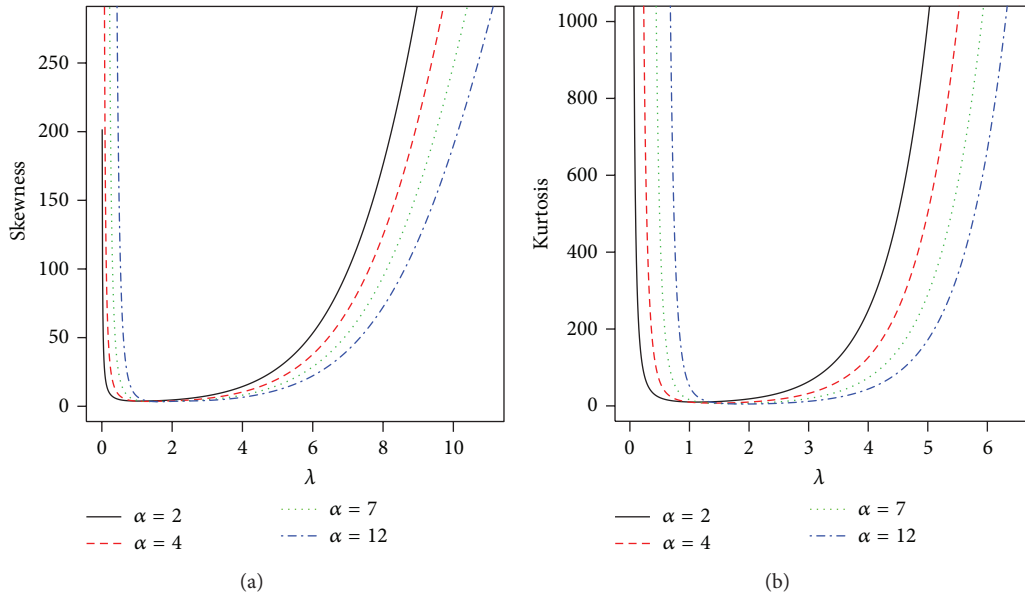 Skewness
250
200
150
100
50
0
0 2 4 6 8 10
λ
α = 2
α = 4
α = 7
α = 12
(a)
Kurtosis
1000
800
600
400
200
0
0 1 2 3 4 5 6
λ
α = 2
α = 4
α = 7
α = 12
(b)